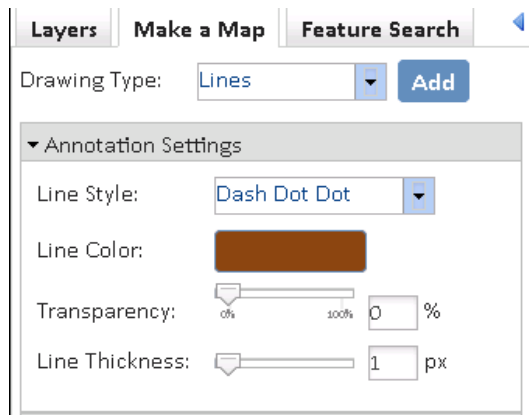 Layers Make a Map Feature Search
Drawing Type: Lines Add
Annotation Settings
Line Style: Dash Dot Dot
Line Color:
Transparency: 0% 100% 0 %
Line Thickness: 1 px